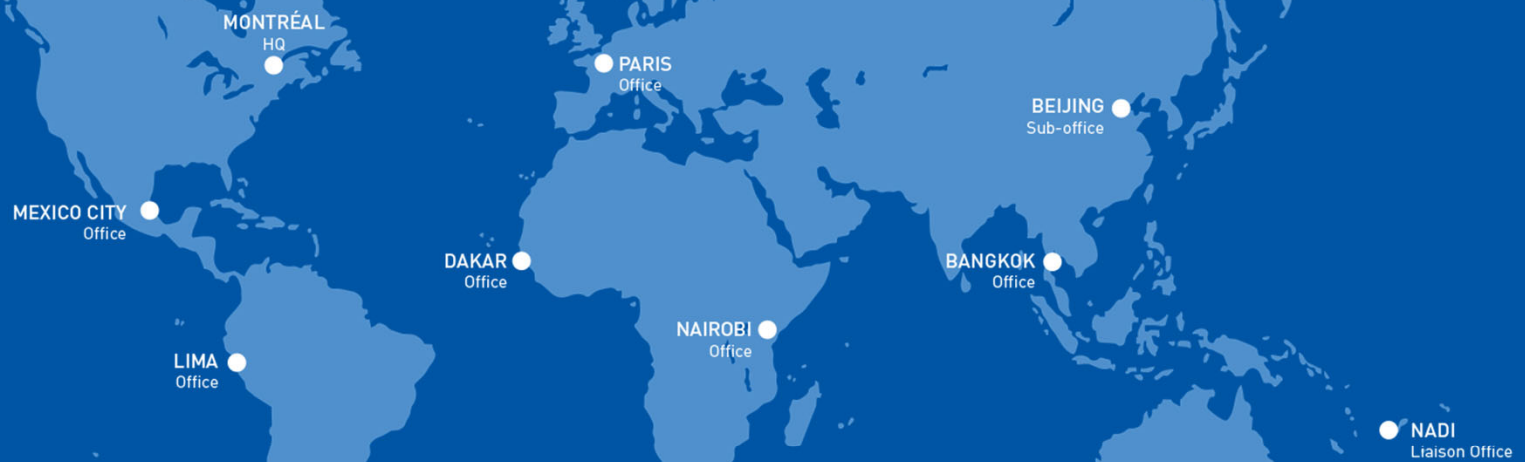 MONTRÉAL
HQ
PARIS
Office
BEIJING
Sub-office
MEXICO CITY
Office
DAKAR
Office
BANGKOK
Office
NAIROBI
Office
LIMA
Office
NADI
Liaison Office